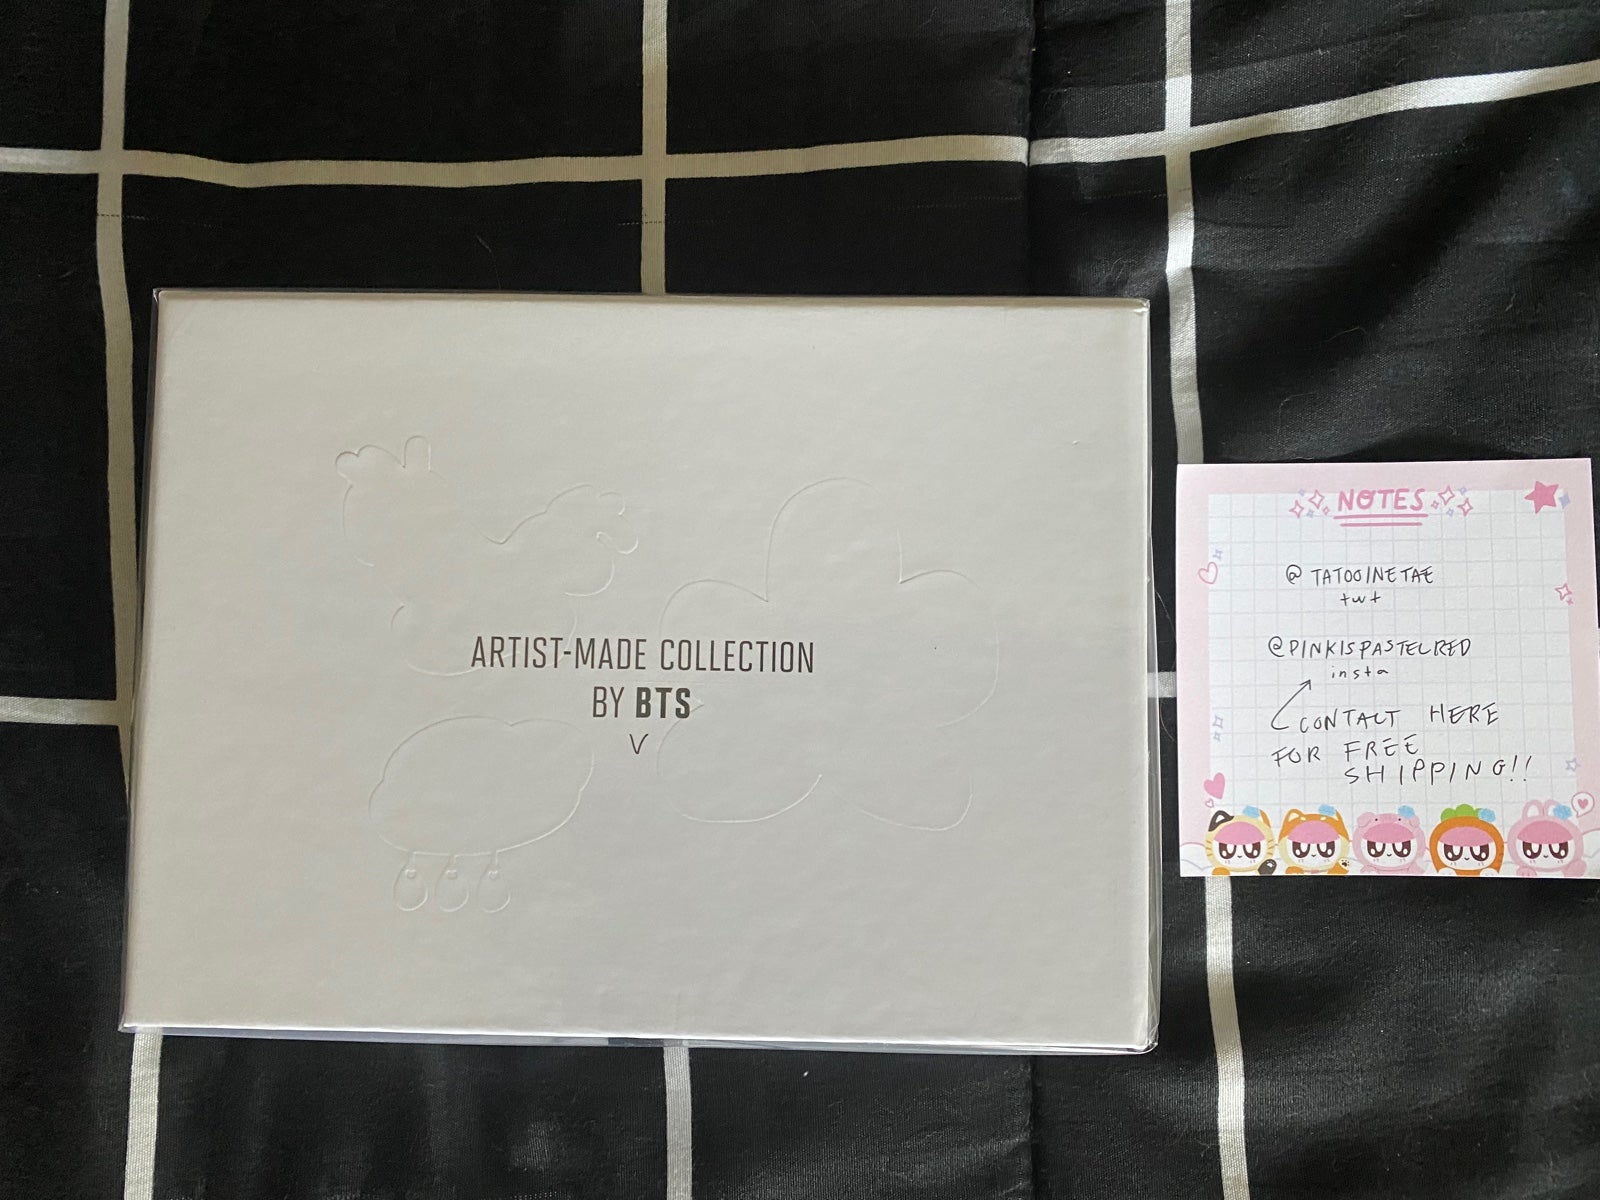 ARTIST-MADE COLLECTION
BY BTS
V
NOTES
@TATOOINETAE
twt
@PINKISPASTELRED
insta
CONTACT HERE
FOR FREE
SHIPPING!!